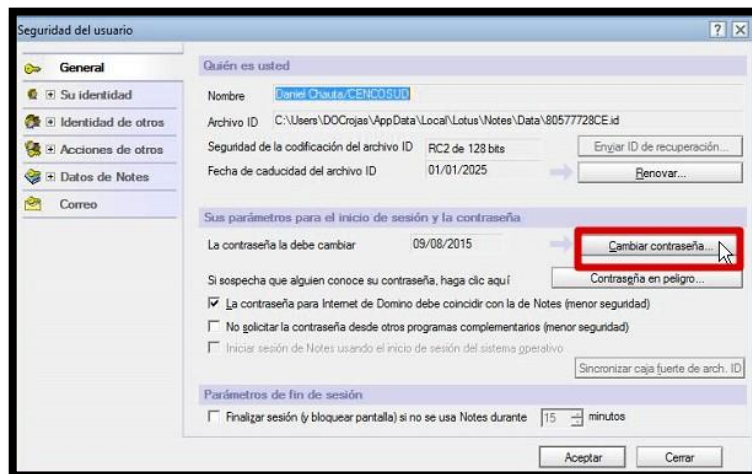 Seguridad del usuario
General
Su identidad
Identidad de otros
Acciones de otros
Datos de Notes
Correo
Quién es usted
Nombre Daniel Chauta/CENCOSUD
Archivo ID C:\Users\DOCrojas\AppData\Local\Lotus\Notes\Data\80577728CE.id
Seguridad de la codificación del archivo ID RC2 de 128 bits Enviar ID de recuperación...
Fecha de caducidad del archivo ID 01/01/2025 Renovar...
Sus parámetros para el inicio de sesión y la contraseña
La contraseña la debe cambiar 09/08/2015 Cambiar contraseña...
Si sospecha que alguien conoce su contraseña, haga clic aquí Contraseña en peligro...
La contraseña para Internet de Domino debe coincidir con la de Notes (menor seguridad)
No solicitar la contraseña desde otros programas complementarios (menor seguridad)
Iniciar sesión de Notes usando el inicio de sesión del sistema operativo
Sincronizar caja fuerte de arch. ID
Parámetros de fin de sesión
Finalizar sesión (y bloquear pantalla) si no se usa Notes durante 15 minutos
Aceptar Cerrar